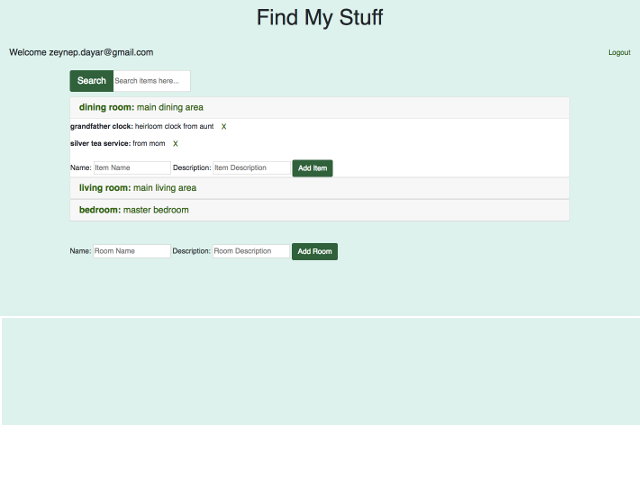 Find My Stuff
Welcome zeynep.dayar@gmail.com Logout
Search Search items here...
dining room: main dining area
grandfather clock: heirloom clock from aunt X
silver tea service: from mom X
Name: Item Name Description: Item Description Add Item
living room: main living area
bedroom: master bedroom
Name: Room Name Description: Room Description Add Room